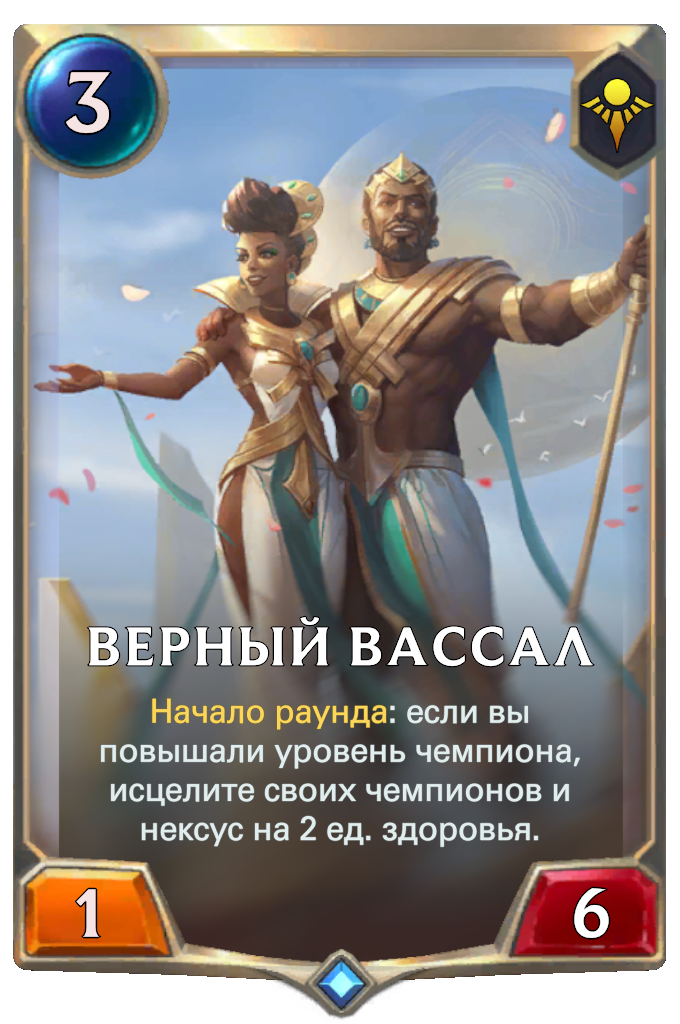 3
ВЕРНЫЙ ВАССАЛ
Начало раунда: если вы
повышали уровень чемпиона,
исцелите своих чемпионов и
нексус на 2 ед. здоровья.
1
6